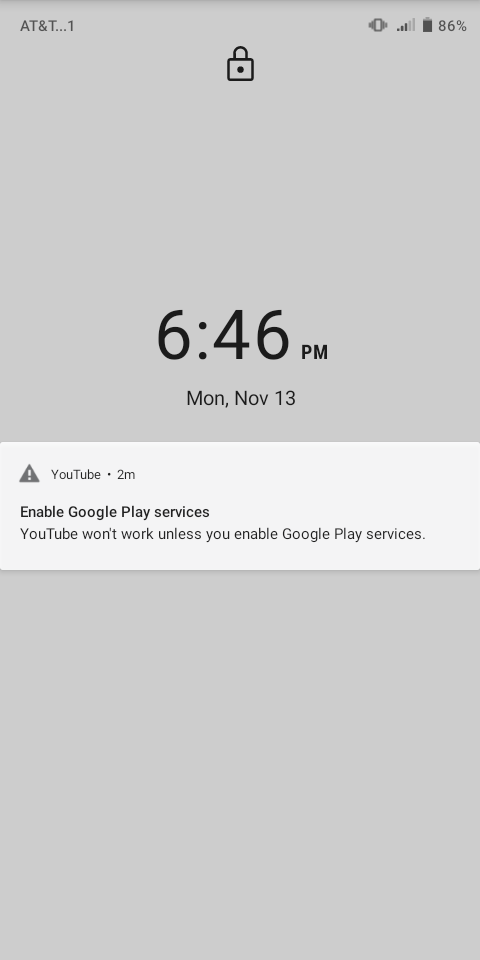 AT&T...1
86%
6:46 PM
Mon, Nov 13
YouTube • 2m
Enable Google Play services
YouTube won't work unless you enable Google Play services.